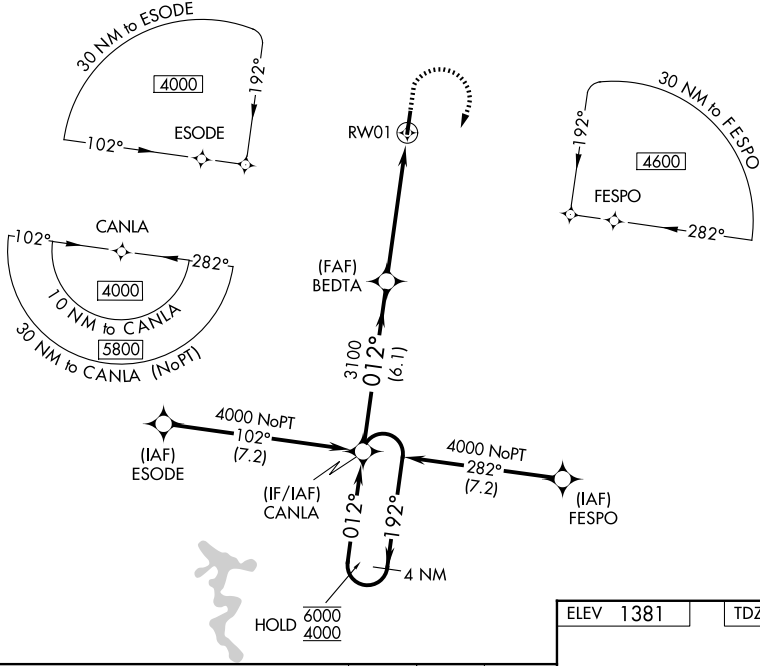 30 NM to ESODE
4000
192°
102°
ESODE
RW01
30 NM to FESPO
192°
4600
FESPO
282°
CANLA
102°
282°
4000
10 NM to CANLA
5800
30 NM to CANLA (NoPT)
(FAF)
BEDTA
3100
012°
(6.1)
4000 NoPT
102°
(7.2)
(IAF)
ESODE
4000 NoPT
282°
(7.2)
(IAF)
FESPO
(IF/IAF)
CANLA
012°
192°
4 NM
HOLD 6000
4000
ELEV 1381
TDZ